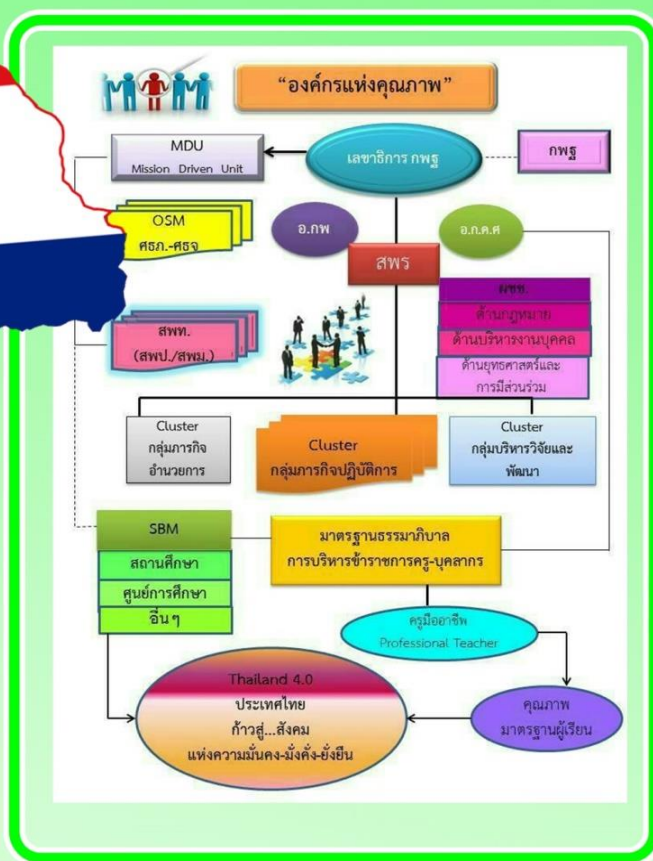 “องค์กรแห่งคุณภาพ”
MDU
Mission Driven Unit
เลขาธิการ กพฐ
กพฐ
OSM
ศธภ.-ศธจ
อ.กพ
อ.ก.ค.ศ
สพร
สพท.
(สพป./สพม.)
ผชช.
ด้านกฎหมาย
ด้านบริหารงานบุคคล
ด้านยุทธศาสตร์และ
การมีส่วนร่วม
Cluster
กลุ่มภารกิจ
อำนวยการ
Cluster
กลุ่มภารกิจปฏิบัติการ
Cluster
กลุ่มบริหารวิจัยและ
พัฒนา
SBM
สถานศึกษา
ศูนย์การศึกษา
อื่นๆ
มาตรฐานธรรมาภิบาล
การบริหารข้าราชการครู-บุคลากร
ครูมืออาชีพ
Professional Teacher
Thailand 4.0
ประเทศไทย
ก้าวสู่...สังคม
แห่งความมั่นคง-มั่งคั่ง-ยั่งยืน
คุณภาพ
มาตรฐานผู้เรียน